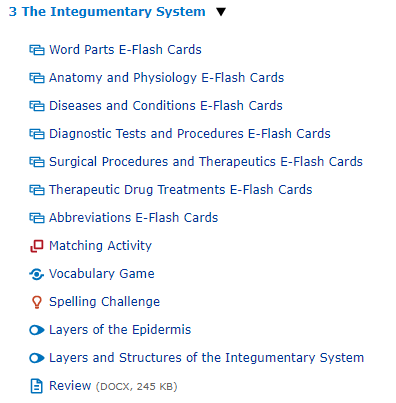 3 The Integumentary System
Word Parts E-Flash Cards
Anatomy and Physiology E-Flash Cards
Diseases and Conditions E-Flash Cards
Diagnostic Tests and Procedures E-Flash Cards
Surgical Procedures and Therapeutics E-Flash Cards
Therapeutic Drug Treatments E-Flash Cards
Abbreviations E-Flash Cards
Matching Activity
Vocabulary Game
Spelling Challenge
Layers of the Epidermis
Layers and Structures of the Integumentary System
Review (DOCX, 245 KB)